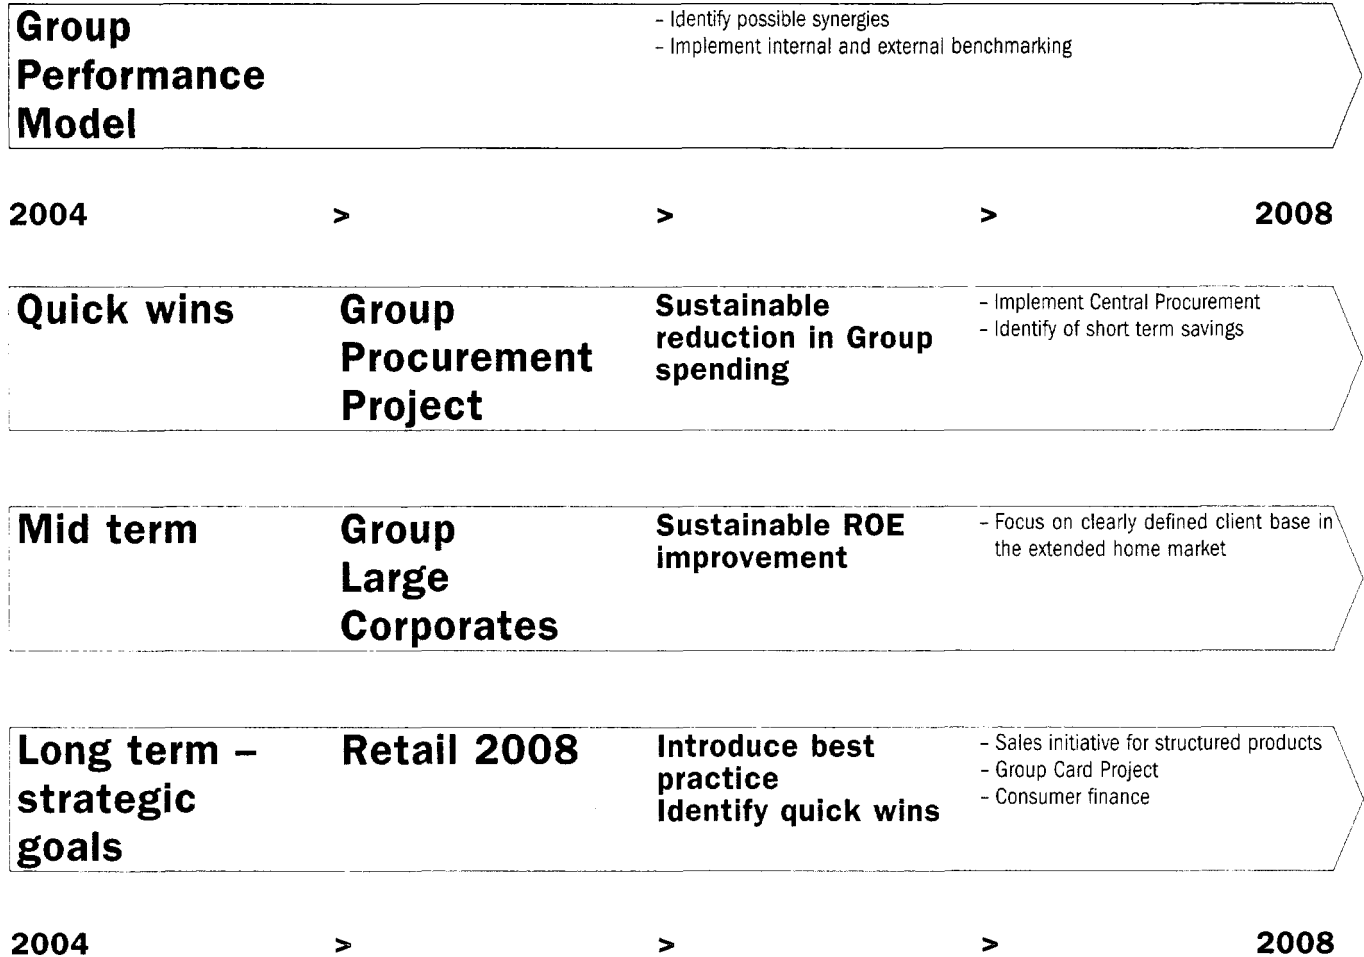 Group
Performance
Model
– Identify possible synergies
– Implement internal and external benchmarking
2004 > > > 2008
Quick wins
Group
Procurement
Project
Sustainable
reduction in Group
spending
– Implement Central Procurement
– Identify of short term savings
Mid term
Group
Large
Corporates
Sustainable ROE
improvement
– Focus on clearly defined client base in
the extended home market
Long term –
strategic
goals
Retail 2008
Introduce best
practice
Identify quick wins
– Sales initiative for structured products
– Group Card Project
– Consumer finance
2004 > > > 2008